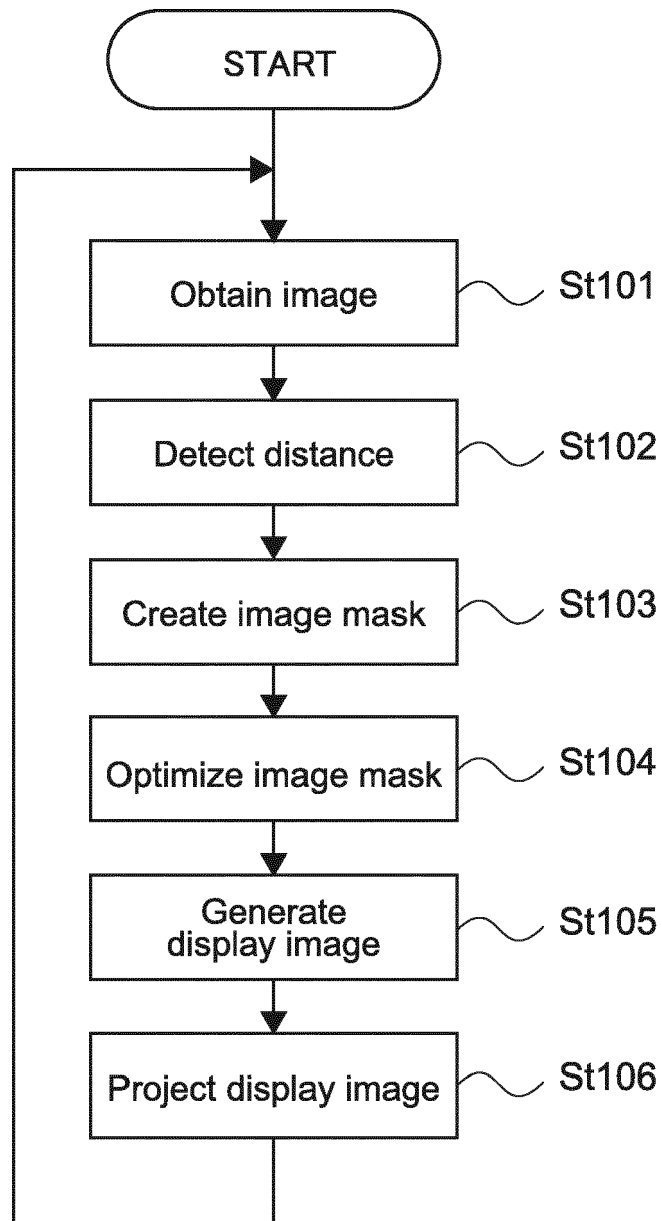 START
Obtain image
St101
Detect distance
St102
Create image mask
St103
Optimize image mask
St104
Generate
display image
St105
Project display image
St106